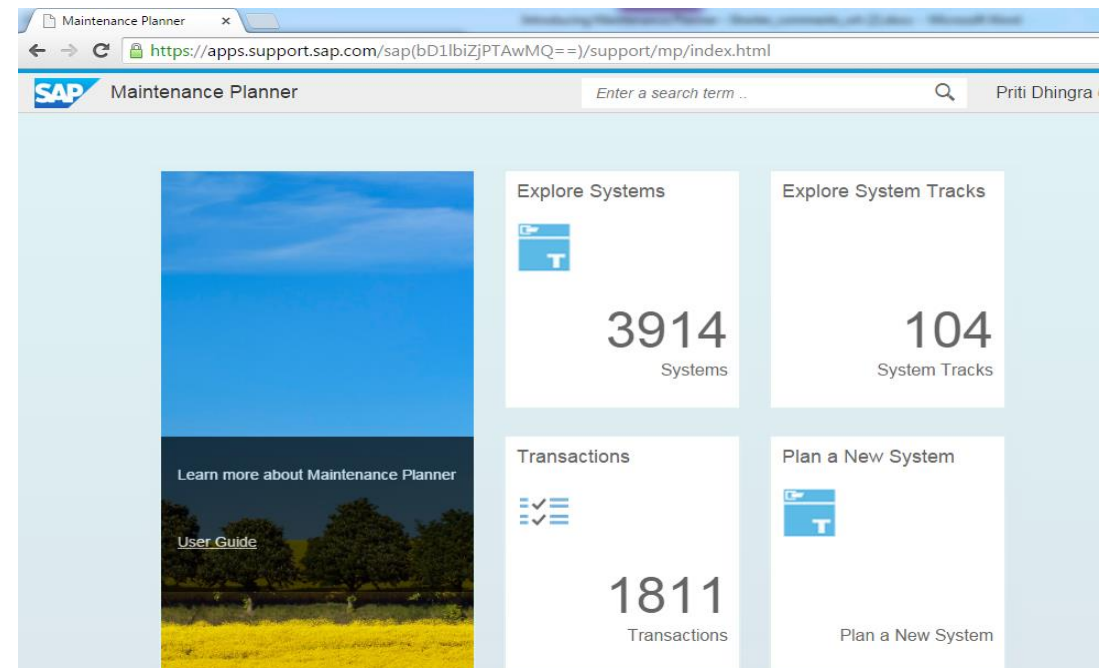 Maintenance Planner
https://apps.support.sap.com/sap(bD1lbiZjPTAwMQ==)/support/mp/index.html
SAP Maintenance Planner Enter a search term .. Priti Dhingra
Explore Systems
3914
Systems
Explore System Tracks
104
System Tracks
Learn more about Maintenance Planner
User Guide
Transactions
1811
Transactions
Plan a New System
T
Plan a New System